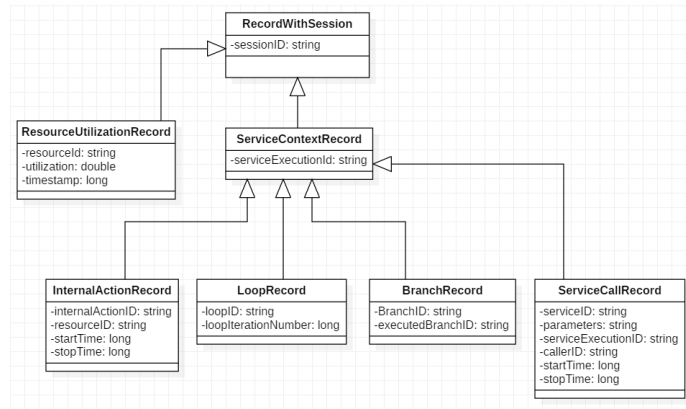 RecordWithSession
-sessionID: string
ResourceUtilizationRecord
-resourceId: string
-utilization: double
-timestamp: long
ServiceContextRecord
-serviceExecutionId: string
InternalActionRecord
-internalActionID: string
-resourceID: string
-startTime: long
-stopTime: long
LoopRecord
-loopID: string
-loopIterationNumber: long
BranchRecord
-BranchID: string
-executedBranchID: string
ServiceCallRecord
-serviceID: string
-parameters: string
-serviceExecutionID: string
-callerID: string
-startTime: long
-stopTime: long